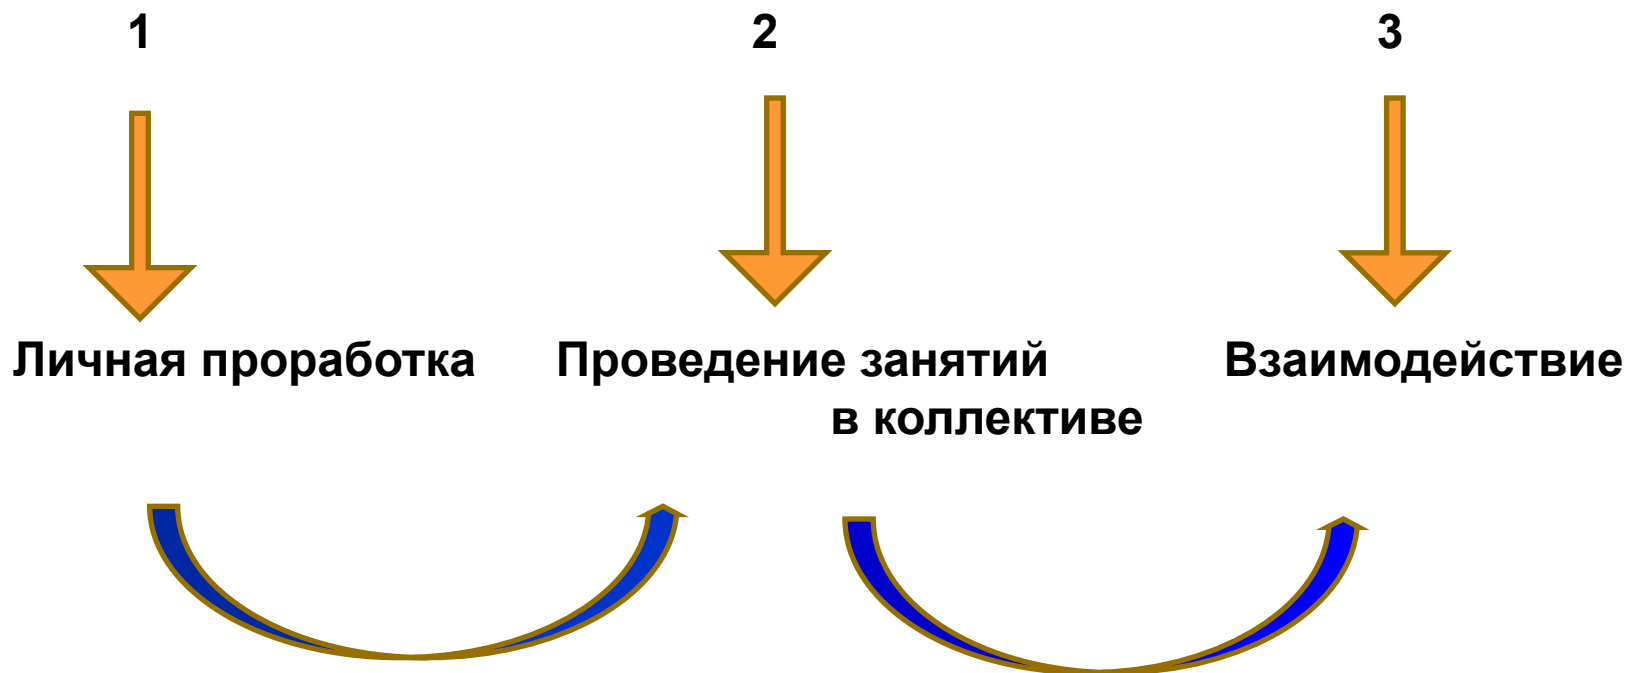 1 2 3
Личная проработка Проведение занятий Взаимодействие
в коллективе